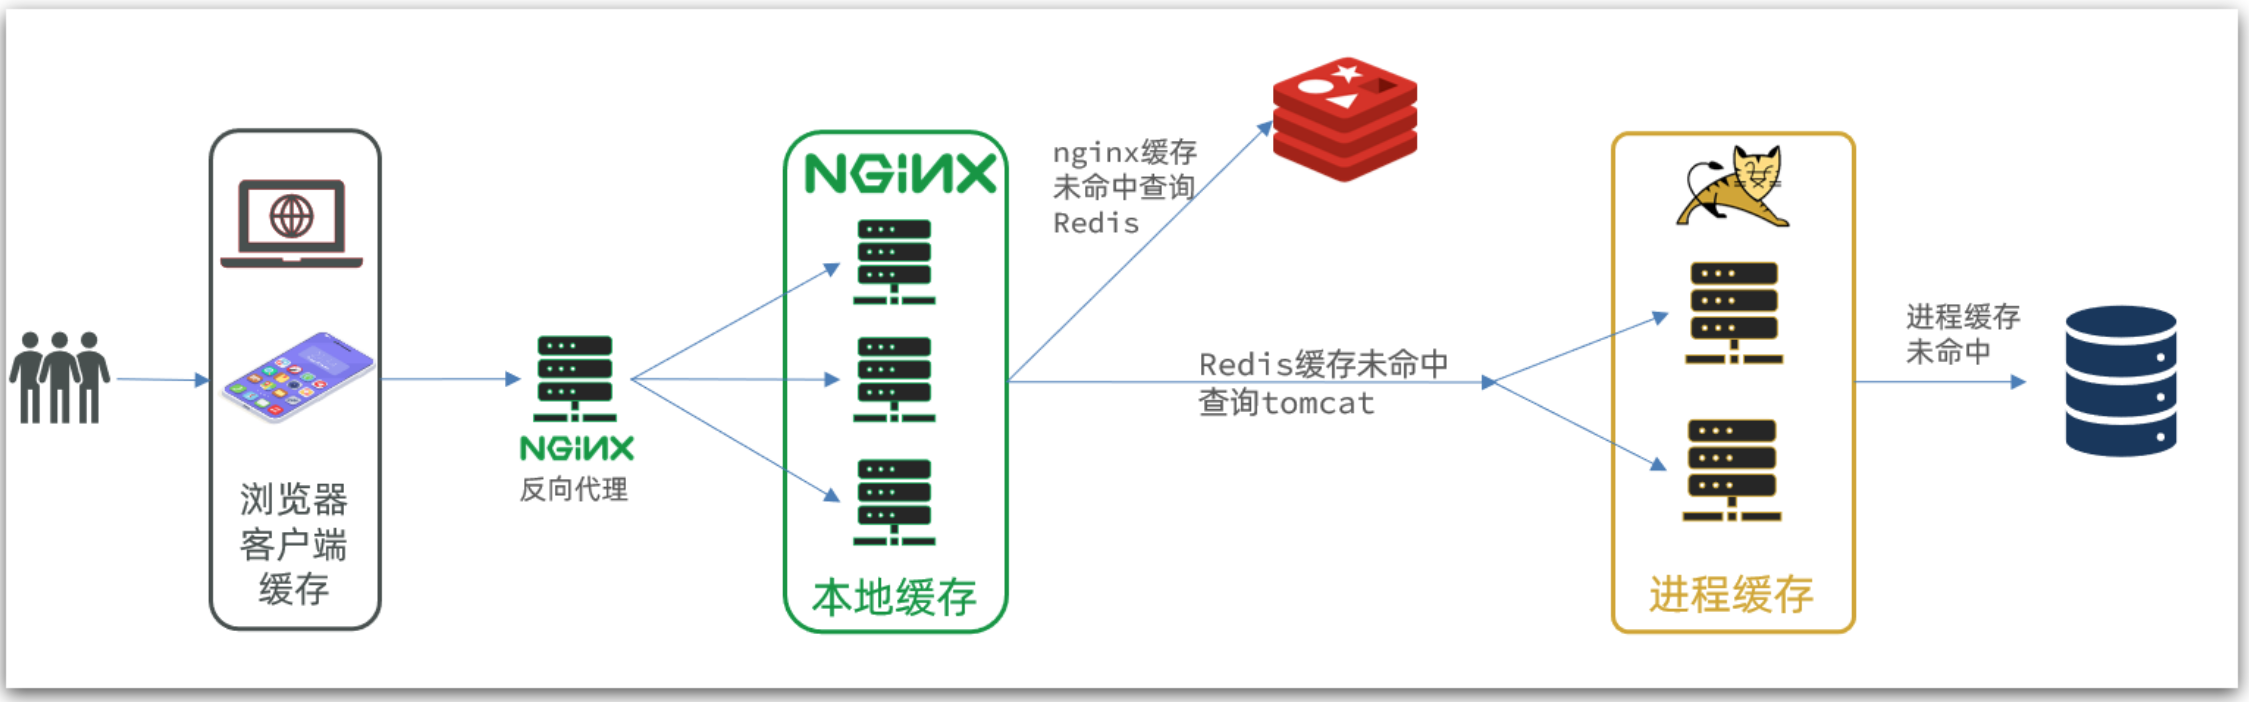 浏览器
客户端
缓存
NGINX
反向代理
NGINX
本地缓存
nginx缓存
未命中查询
Redis
Redis缓存未命中
查询tomcat
进程缓存
进程缓存
未命中